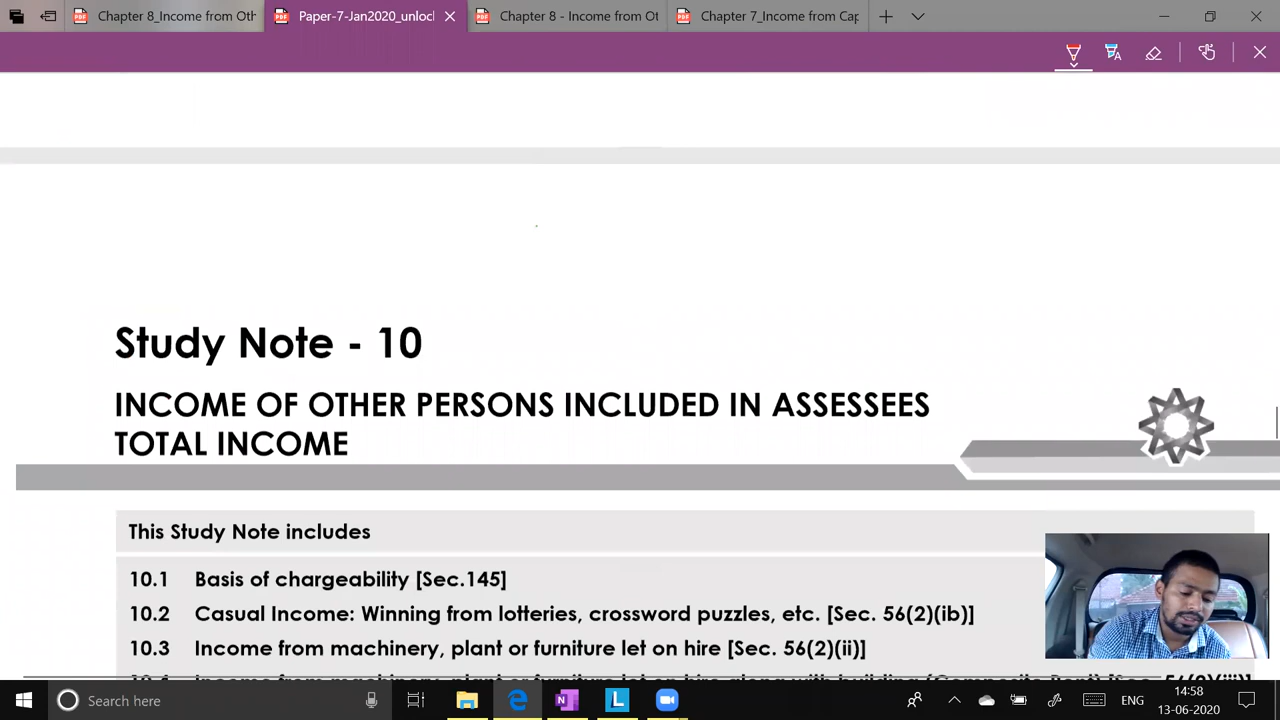 Chapter 8_Income from Oth
Paper-7-Jan2020_unlock
Chapter 8 - Income from Ot
Chapter 7_Income from Cap
Study Note - 10
INCOME OF OTHER PERSONS INCLUDED IN ASSESSEES
TOTAL INCOME
This Study Note includes
10.1 Basis of chargeability [Sec.145]
10.2 Casual Income: Winning from lotteries, crossword puzzles, etc. [Sec. 56(2)(ib)]
10.3 Income from machinery, plant or furniture let on hire [Sec. 56(2)(ii)]
Type here to search
ENG
14:58
13-06-2020